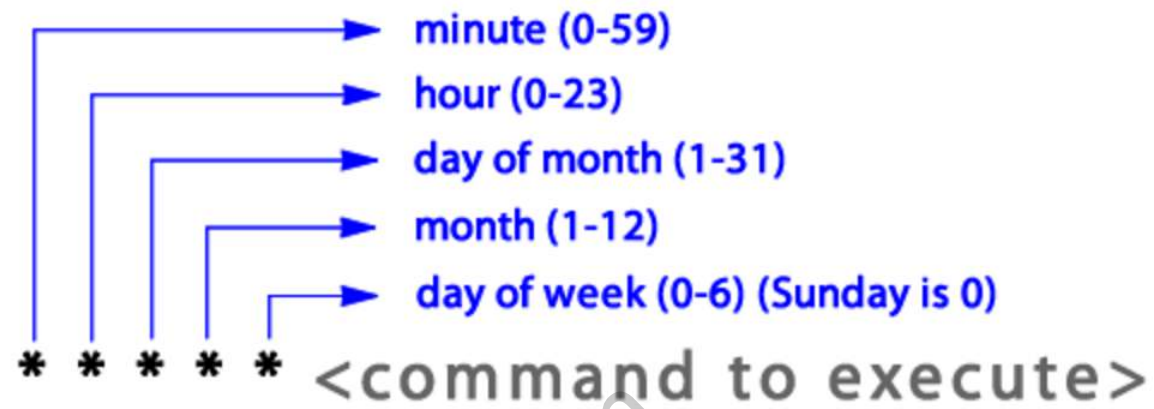 minute (0-59)
hour (0-23)
day of month (1-31)
month (1-12)
day of week (0-6) (Sunday is 0)
* * * * * <command to execute>